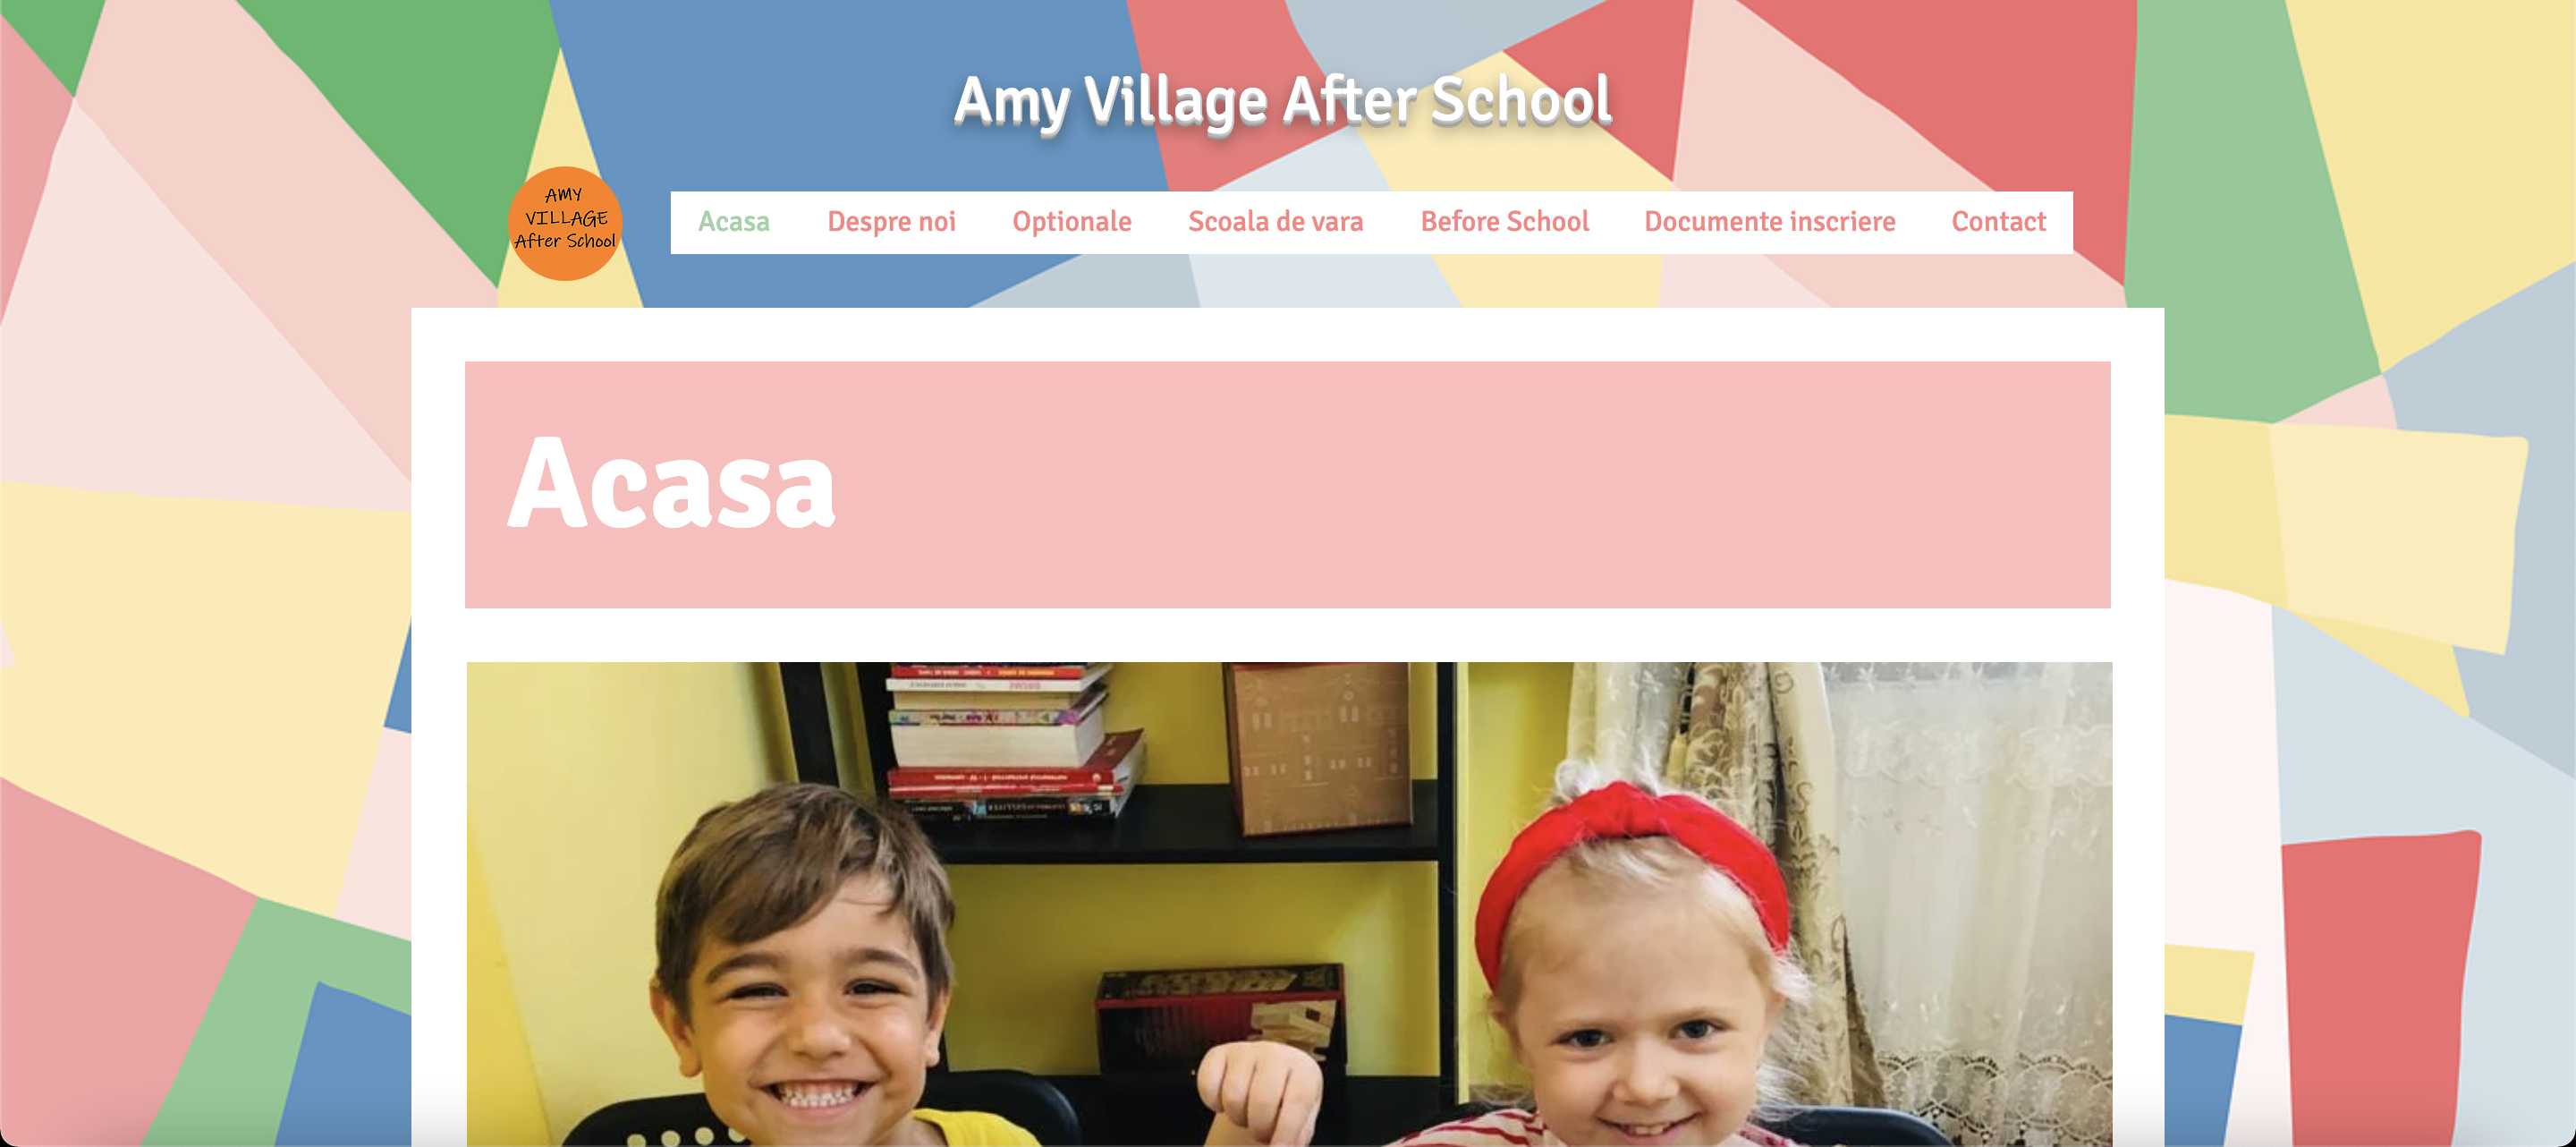 Amy Village After School
AMY
VILLAGE
After School
Acasa Despre noi Optionale Scoala de vara Before School Documente inscriere Contact
Acasa